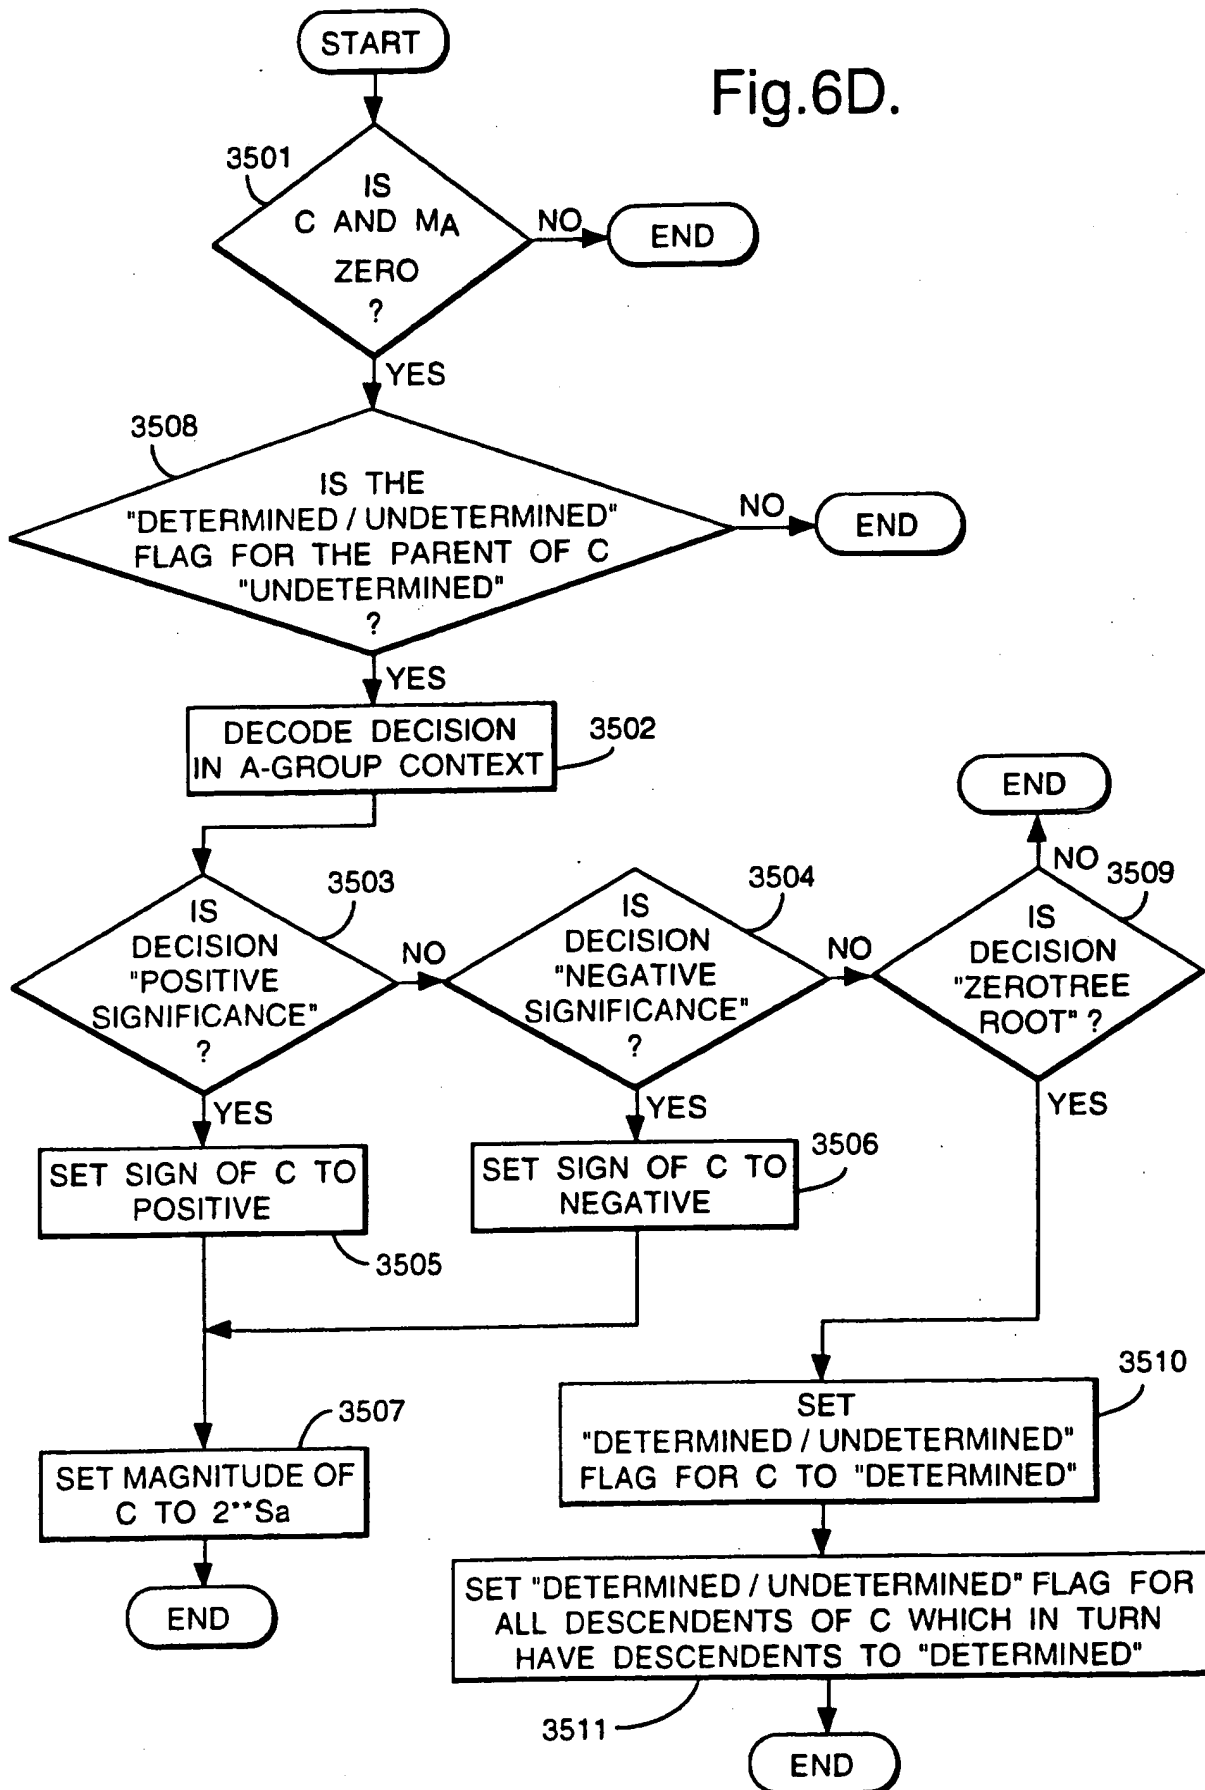 START
Fig.6D.
3501
IS
C AND MA
ZERO
?
NO
END
YES
3508
IS THE
"DETERMINED / UNDETERMINED"
FLAG FOR THE PARENT OF C
"UNDETERMINED"
?
NO
END
YES
DECODE DECISION
IN A-GROUP CONTEXT
3502
END
NO
3503
IS
DECISION
"POSITIVE
SIGNIFICANCE"
?
NO
3504
IS
DECISION
"NEGATIVE
SIGNIFICANCE"
?
NO
3509
IS
DECISION
"ZEROTREE
ROOT" ?
YES
YES
YES
SET SIGN OF C TO
POSITIVE
3505
SET SIGN OF C TO
NEGATIVE
3506
3507
SET MAGNITUDE OF
C TO 2**Sa
END
3510
SET
"DETERMINED / UNDETERMINED"
FLAG FOR C TO "DETERMINED"
SET "DETERMINED / UNDETERMINED" FLAG FOR
ALL DESCENDENTS OF C WHICH IN TURN
HAVE DESCENDENTS TO "DETERMINED"
3511
END